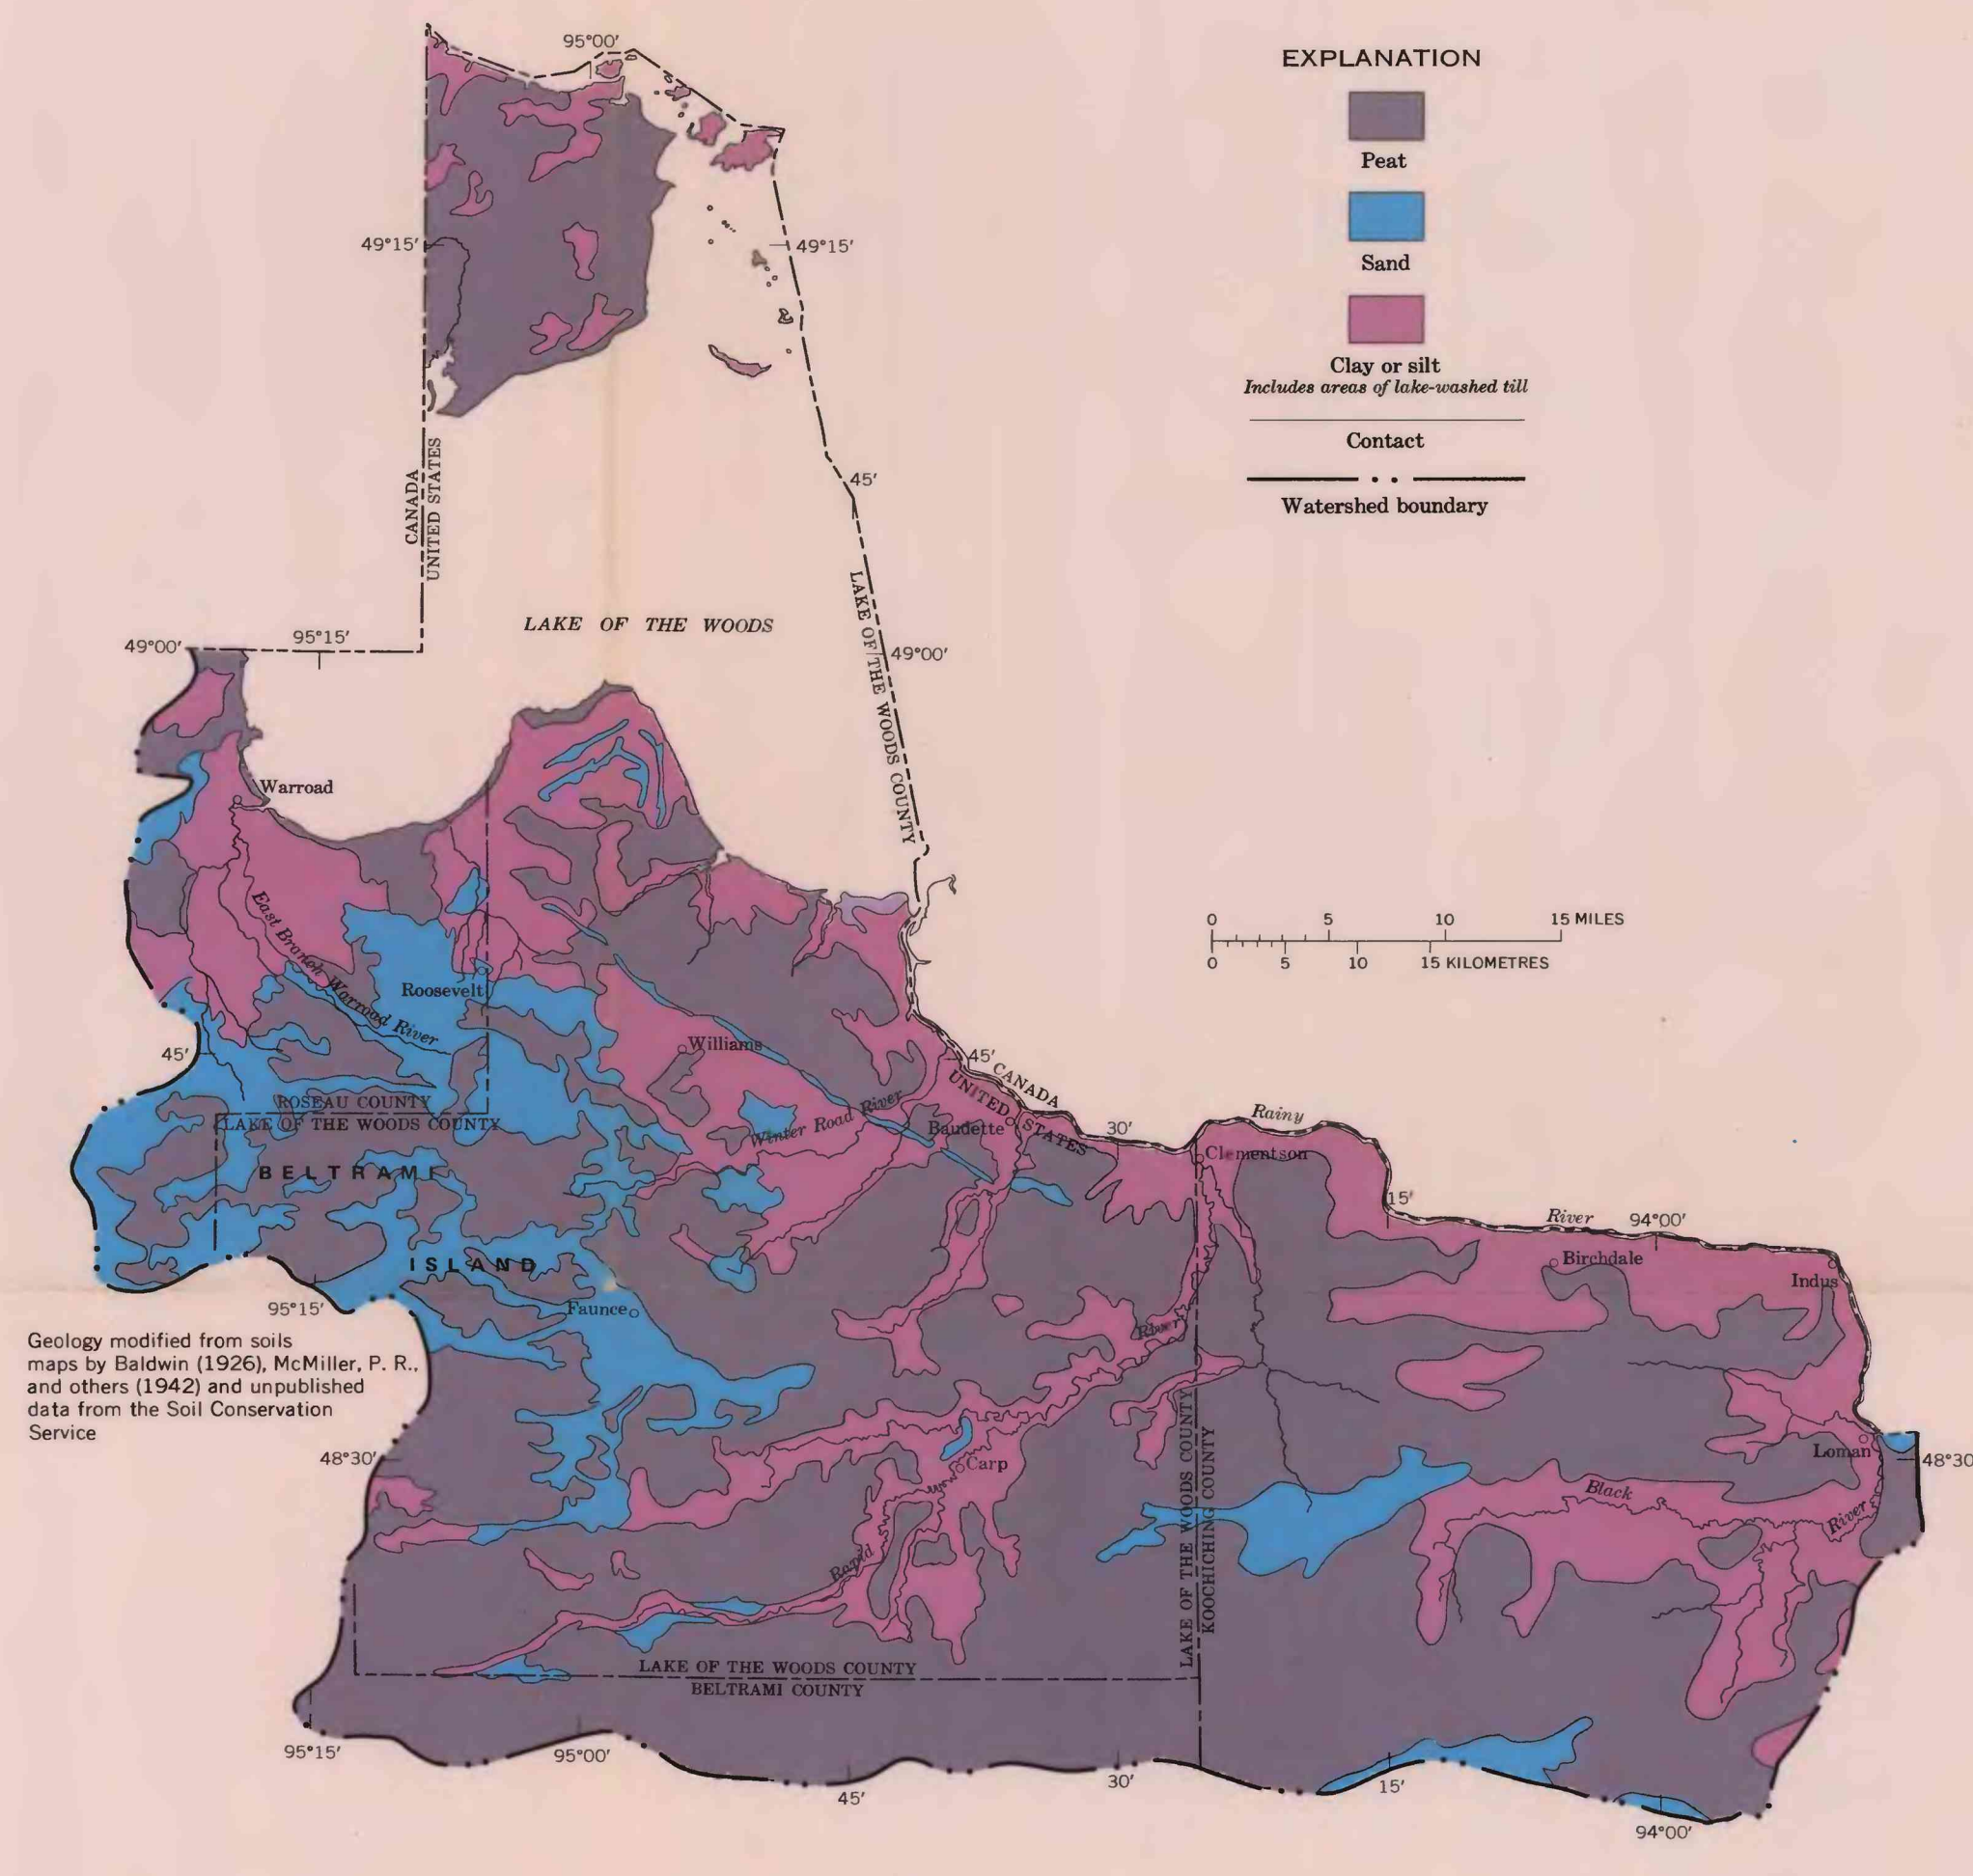 EXPLANATION
Peat
Sand
Clay or silt
Includes areas of lake-washed till
Contact
Watershed boundary
95°00′
49°15′
49°15′
45′
CANADA
UNITED STATES
LAKE OF THE WOODS
LAKE OF THE WOODS COUNTY
49°00′
95°15′
49°00′
Warroad
East Branch Warroad River
Roosevelt
0 5 10 15 MILES
0 5 10 15 KILOMETRES
45′
Williams
45′
CANADA
UNITED STATES
ROSEAU COUNTY
LAKE OF THE WOODS COUNTY
Winter Road River
Baudette
30′
Rainy
Clementson
BELTRAMI
15′
River
94°00′
ISLAND
Birchdale
Indus
95°15′
Faunce
River
Geology modified from soils
maps by Baldwin (1926), McMiller, P. R.,
and others (1942) and unpublished
data from the Soil Conservation
Service
48°30′
Carp
Loman
48°30
Black
River
Rapid
LAKE OF THE WOODS COUNTY
KOOCHICHING COUNTY
LAKE OF THE WOODS COUNTY
LAKE OF THE WOODS COUNTY
BELTRAMI COUNTY
95°15′
95°00′
45′
30′
15′
94°00′